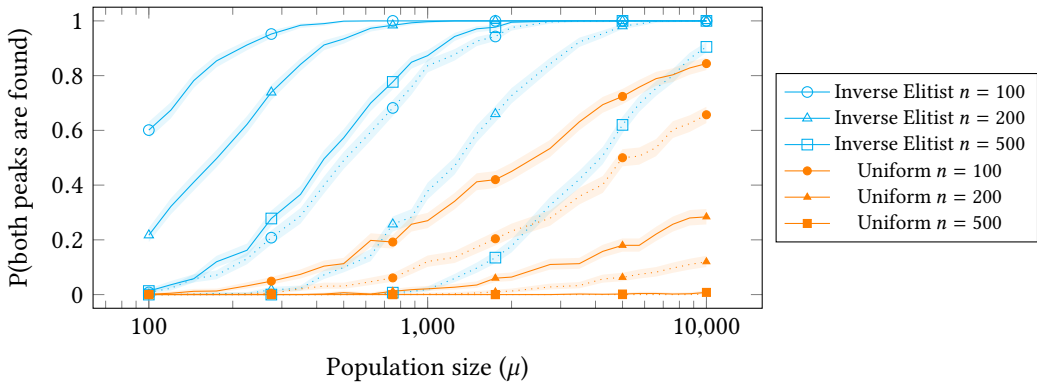 P(both peaks are found)
1
0.8
0.6
0.4
0.2
0
100
1,000
10,000
Population size (μ)
Inverse Elitist n = 100
Inverse Elitist n = 200
Inverse Elitist n = 500
Uniform n = 100
Uniform n = 200
Uniform n = 500